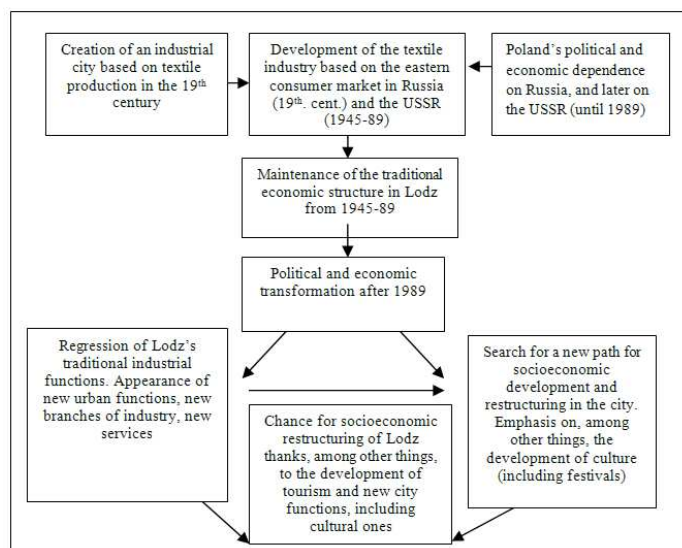 Creation of an industrial
city based on textile
production in the 19th
century
Development of the textile
industry based on the eastern
consumer market in Russia
(19th. cent.) and the USSR
(1945-89)
Poland's political and
economic dependence
on Russia, and later on
the USSR (until 1989)
Maintenance of the traditional
economic structure in Lodz
from 1945-89
Political and economic
transformation after 1989
Regression of Lodz's
traditional industrial
functions. Appearance of
new urban functions, new
branches of industry, new
services
Search for a new path for
socioeconomic
development and
restructuring in the city.
Emphasis on, among
other things, the
development of culture
(including festivals)
Chance for socioeconomic
restructuring of Lodz
thanks, among other things,
to the development of
tourism and new city
functions, including
cultural ones